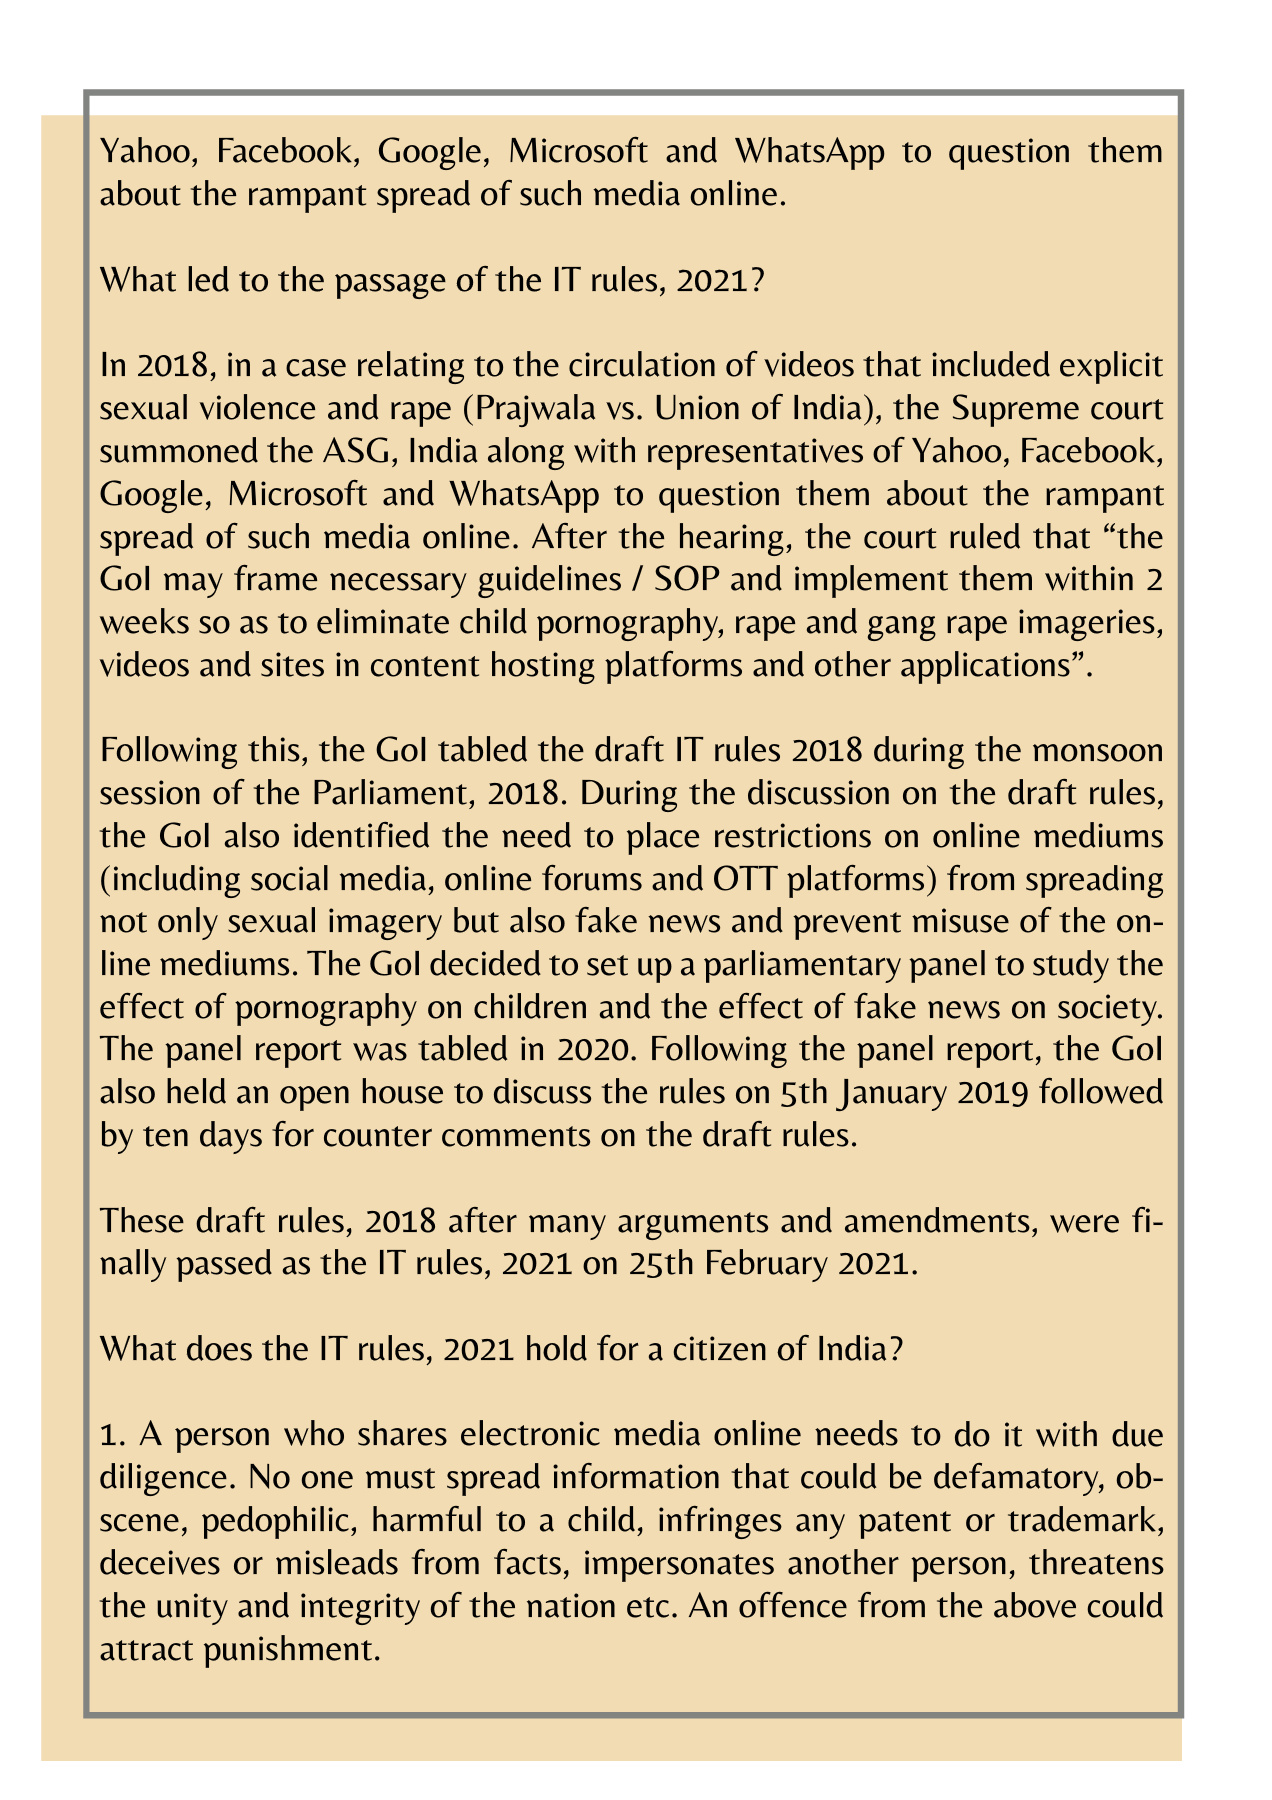 Yahoo, Facebook, Google, Microsoft and WhatsApp to question them
about the rampant spread of such media online.
What led to the passage of the IT rules, 2021?
In 2018, in a case relating to the circulation of videos that included explicit
sexual violence and rape (Prajwala vs. Union of India), the Supreme court
summoned the ASG, India along with representatives of Yahoo, Facebook,
Google, Microsoft and WhatsApp to question them about the rampant
spread of such media online. After the hearing, the court ruled that “the
GoI may frame necessary guidelines / SOP and implement them within 2
weeks so as to eliminate child pornography, rape and gang rape imageries,
videos and sites in content hosting platforms and other applications”.
Following this, the GoI tabled the draft IT rules 2018 during the monsoon
session of the Parliament, 2018. During the discussion on the draft rules,
the GoI also identified the need to place restrictions on online mediums
(including social media, online forums and OTT platforms) from spreading
not only sexual imagery but also fake news and prevent misuse of the on-
line mediums. The GoI decided to set up a parliamentary panel to study the
effect of pornography on children and the effect of fake news on society.
The panel report was tabled in 2020. Following the panel report, the GoI
also held an open house to discuss the rules on 5th January 2019 followed
by ten days for counter comments on the draft rules.
These draft rules, 2018 after many arguments and amendments, were fi-
nally passed as the IT rules, 2021 on 25th February 2021.
What does the IT rules, 2021 hold for a citizen of India?
1. A person who shares electronic media online needs to do it with due
diligence. No one must spread information that could be defamatory, ob-
scene, pedophilic, harmful to a child, infringes any patent or trademark,
deceives or misleads from facts, impersonates another person, threatens
the unity and integrity of the nation etc. An offence from the above could
attract punishment.